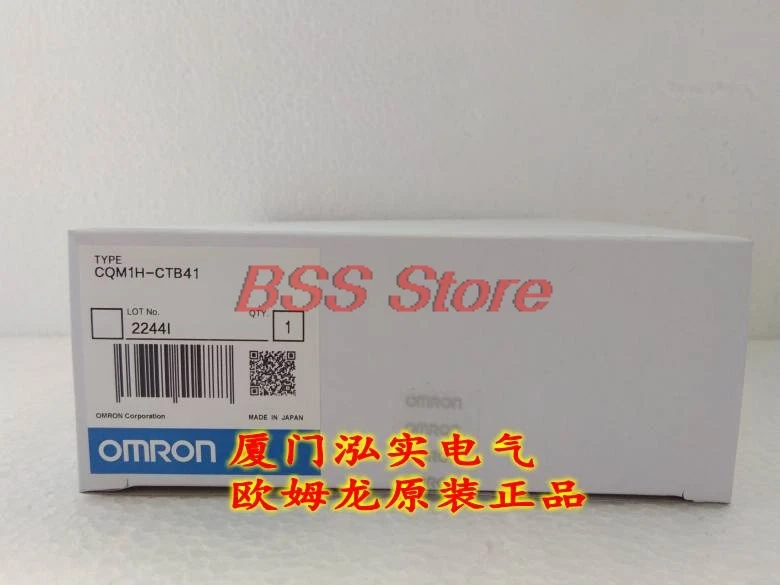 TYPE
CQM1H-CTB41
BSS Store
LOT No.
QTY.
2244I
1
OMRON Corporation
MADE IN JAPAN
OMRON
OMRON
OMRON
厦门泓实电气
欧姆龙原装正品